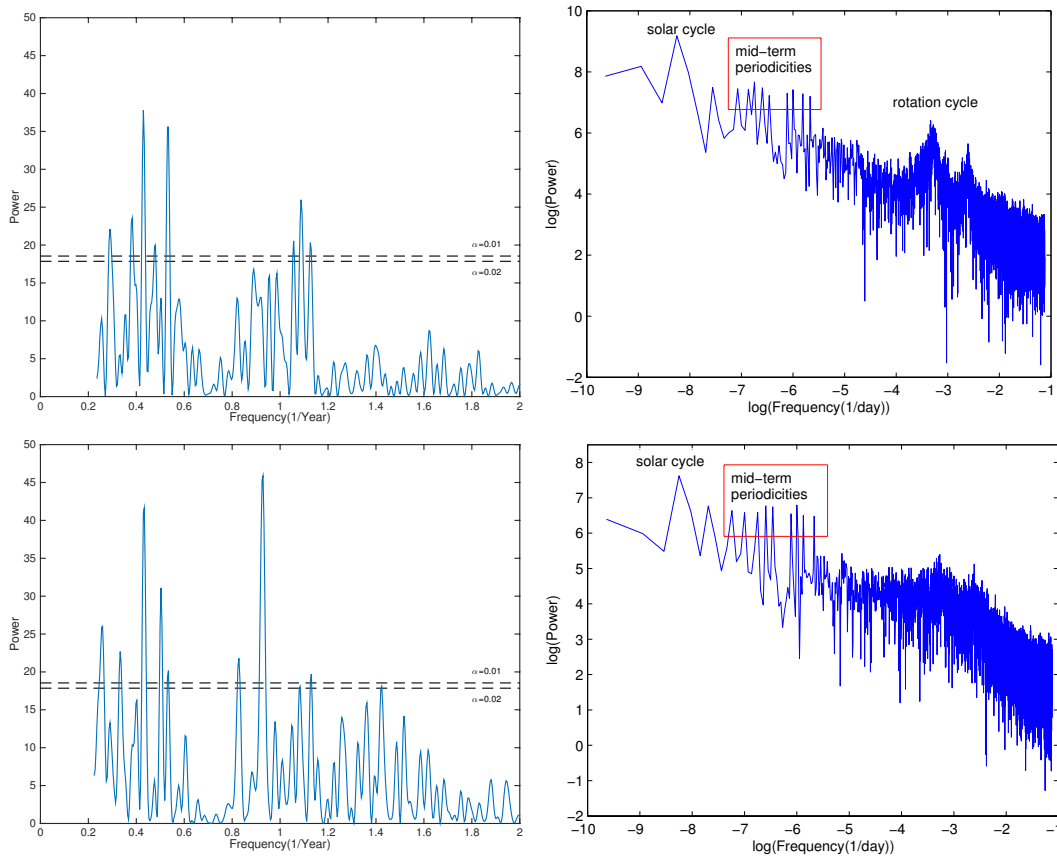 50
45
40
35
30
25
20
15
10
5
0
Power
α=0.01
α=0.02
0 0.2 0.4 0.6 0.8 1 1.2 1.4 1.6 1.8 2
Frequency(1/Year)
10
8
6
4
2
0
−2
log(Power)
solar cycle
mid−term
periodicities
rotation cycle
−10 −9 −8 −7 −6 −5 −4 −3 −2 −1
log(Frequency(1/day)
50
45
40
35
30
25
20
15
10
5
0
Power
α=0.01
α=0.02
0 0.2 0.4 0.6 0.8 1 1.2 1.4 1.6 1.8 2
Frequency(1/Year)
8
7
6
5
4
3
2
1
0
−1
−2
log(Power)
solar cycle
mid−term
periodicities
−10 −9 −8 −7 −6 −5 −4 −3 −2 −1
log(Frequency(1/day)